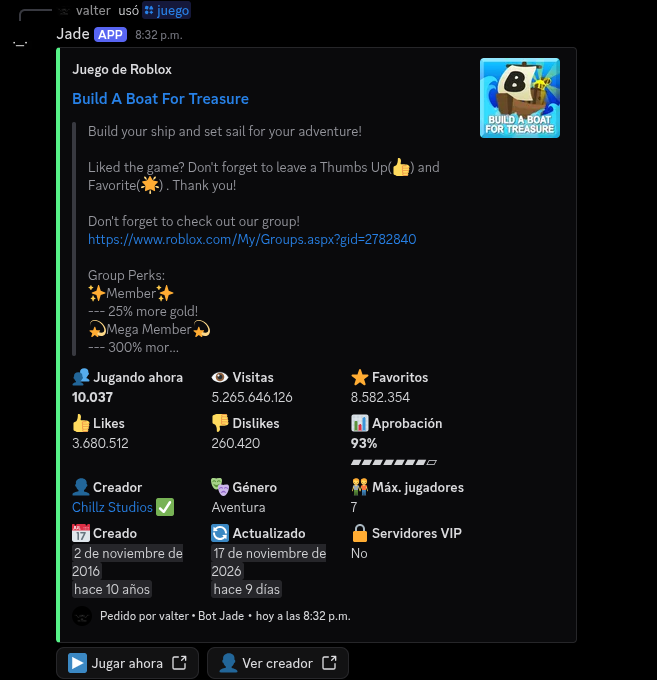 valter usó juego
Jade APP 8:32 p.m.
Juego de Roblox
Build A Boat For Treasure
B
BUILD A BOAT
FOR TREASURE
Build your ship and set sail for your adventure!
Liked the game? Don't forget to leave a Thumbs Up(👍) and
Favorite(🌟) . Thank you!
Don't forget to check out our group!
https://www.roblox.com/My/Groups.aspx?gid=2782840
Group Perks:
✨Member✨
--- 25% more gold!
💫Mega Member💫
--- 300% mor...
👥 Jugando ahora
10.037
👁️ Visitas
5.265.646.126
⭐ Favoritos
8.582.354
👍 Likes
3.680.512
👎 Dislikes
260.420
📊 Aprobación
93%
▰▰▰▰▰▰▰▱
👤 Creador
Chillz Studios ✅
🎭 Género
Aventura
🧑‍🤝‍🧑 Máx. jugadores
7
📅 Creado
2 de noviembre de
2016
hace 10 años
🔄 Actualizado
17 de noviembre de
2026
hace 9 días
🔒 Servidores VIP
No
Pedido por valter • Bot Jade • hoy a las 8:32 p.m.
▶️ Jugar ahora
👤 Ver creador